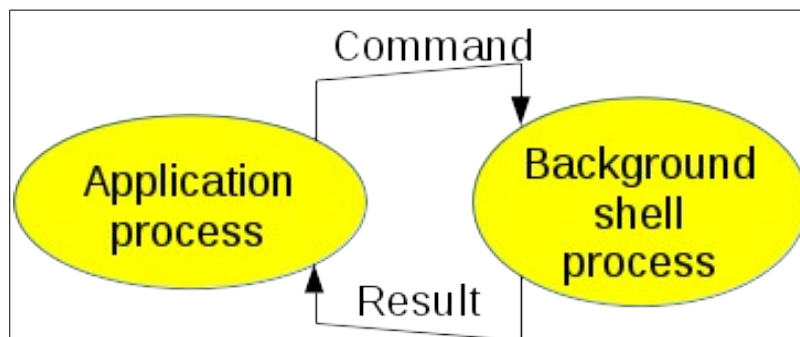 Command
Application
process
Background
shell
process
Result